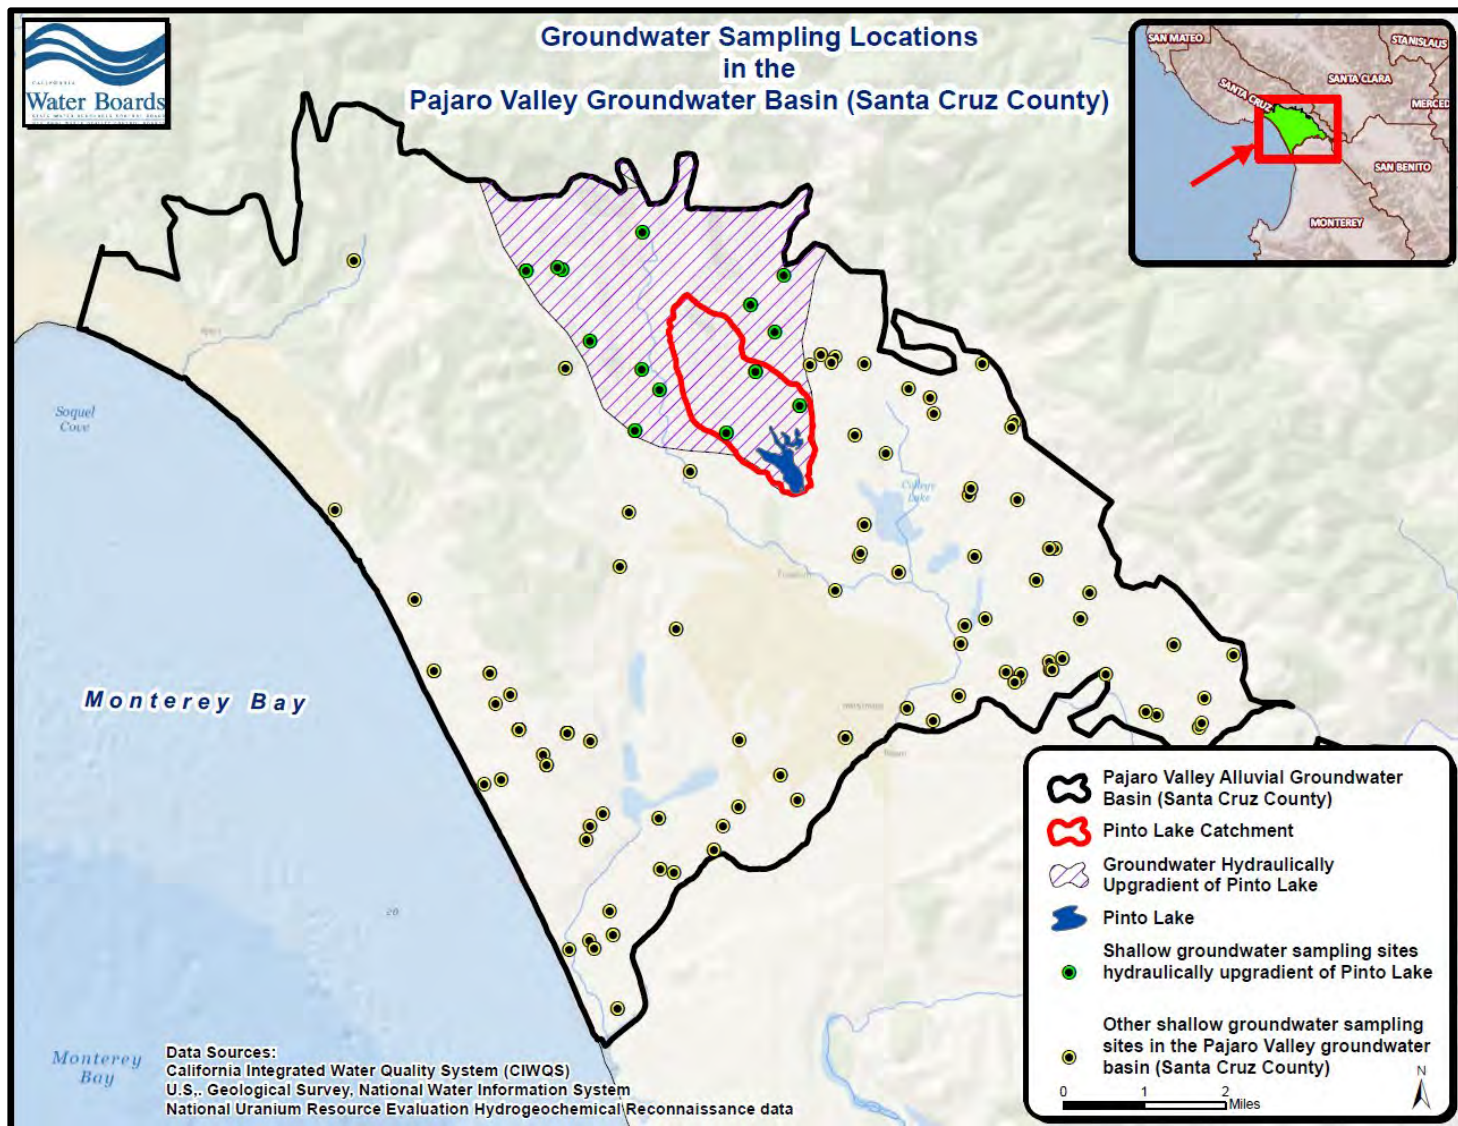 CALIFORNIA
Water Boards
Groundwater Sampling Locations
in the
Pajaro Valley Groundwater Basin (Santa Cruz County)
SAN MATEO
STANISLAUS
SANTA CLARA
SANTA CRUZ
MERCED
SAN BENITO
MONTEREY
Soquel
Cove
College
Lake
Freedom
Monterey Bay
20
Monterey
Bay
Pajaro Valley Alluvial Groundwater
Basin (Santa Cruz County)
Pinto Lake Catchment
Groundwater Hydraulically
Upgradient of Pinto Lake
Pinto Lake
Shallow groundwater sampling sites
hydraulically upgradient of Pinto Lake
Other shallow groundwater sampling
sites in the Pajaro Valley groundwater
basin (Santa Cruz County)
N
0 1 2
Miles
Data Sources:
California Integrated Water Quality System (CIWQS)
U.S,. Geological Survey, National Water Information System
National Uranium Resource Evaluation Hydrogeochemical Reconnaissance data